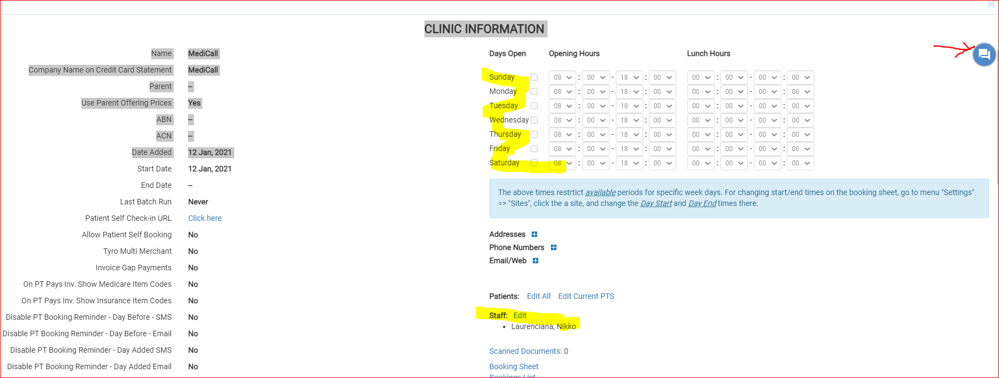 CLINIC INFORMATION
Name MediCall
Company Name on Credit Card Statement MediCall
Parent –
Use Parent Offering Prices Yes
ABN –
ACN –
Date Added 12 Jan, 2021
Start Date 12 Jan, 2021
End Date –
Last Batch Run Never
Patient Self Check-in URL Click here
Allow Patient Self Booking No
Tyro Multi Merchant No
Invoice Gap Payments No
On PT Pays Inv. Show Medicare Item Codes No
On PT Pays Inv. Show Insurance Item Codes No
Disable PT Booking Reminder - Day Before - SMS No
Disable PT Booking Reminder - Day Before - Email No
Disable PT Booking Reminder - Day Added SMS No
Disable PT Booking Reminder - Day Added Email No
Days Open Opening Hours Lunch Hours
Sunday 08 : 00 - 18 : 00 00 : 00 - 00 : 00
Monday 08 : 00 - 18 : 00 00 : 00 - 00 : 00
Tuesday 08 : 00 - 18 : 00 00 : 00 - 00 : 00
Wednesday 08 : 00 - 18 : 00 00 : 00 - 00 : 00
Thursday 08 : 00 - 18 : 00 00 : 00 - 00 : 00
Friday 08 : 00 - 18 : 00 00 : 00 - 00 : 00
Saturday 08 : 00 - 18 : 00 00 : 00 - 00 : 00
The above times restrtict available periods for specific week days. For changing start/end times on the booking sheet, go to menu "Settings"
=> "Sites", click the a site, and change the Day Start and Day End times there.
Addresses
Phone Numbers
Email/Web
Patients: Edit All Edit Current PTS
Staff: Edit
• Laurenciana, Nikko
Scanned Documents: 0
Booking Sheet
Bookings List